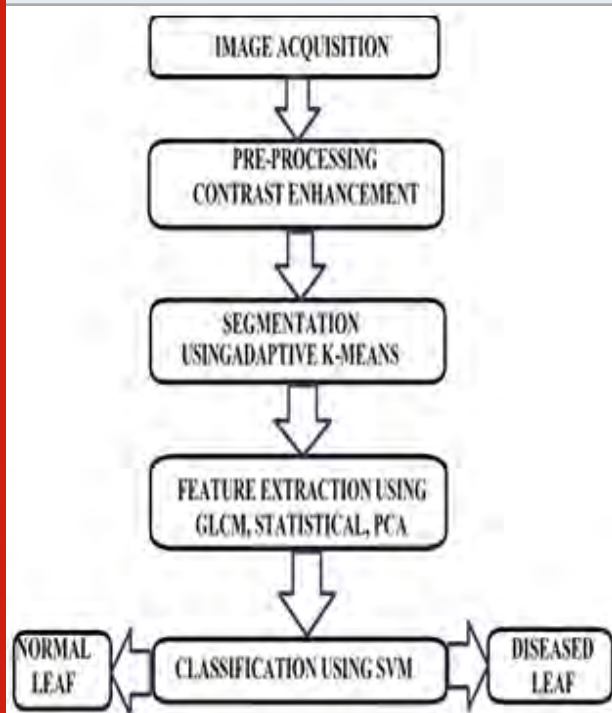 IMAGE ACQUISITION
PRE-PROCESSING
CONTRAST ENHANCEMENT
SEGMENTATION
USINGADAPTIVE K-MEANS
FEATURE EXTRACTION USING
GLCM, STATISTICAL, PCA
NORMAL
LEAF
CLASSIFICATION USING SVM
DISEASED
LEAF